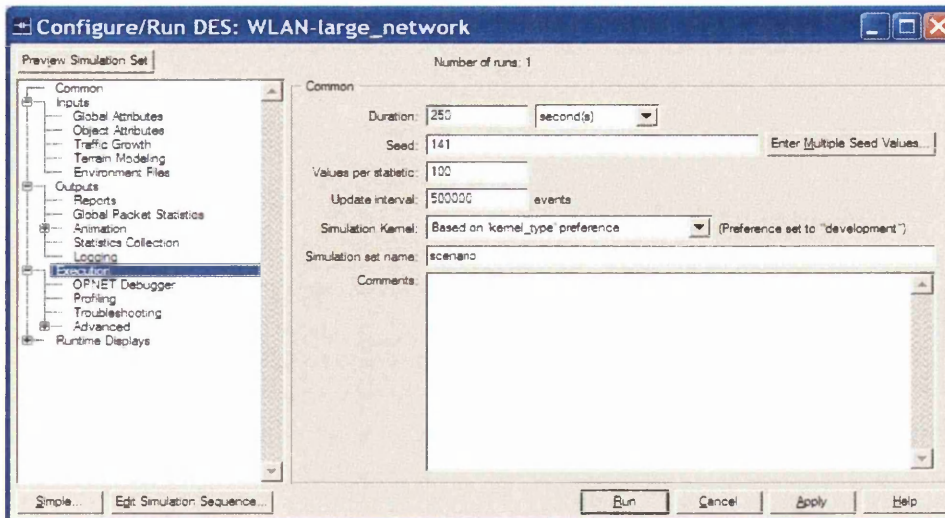 Configure/Run DES: WLAN-large_network
Preview Simulation Set
Number of runs: 1
Common
Inputs
Global Attributes
Object Attributes
Traffic Growth
Terrain Modeling
Environment Files
Outputs
Reports
Global Packet Statistics
Animation
Statistics Collection
Logging
Execution
OPNET Debugger
Profiling
Troubleshooting
Advanced
Runtime Displays
Common
Duration: 250 second(s)
Seed: 141 Enter Multiple Seed Values...
Values per statistic: 100
Update interval: 500000 events
Simulation Kernel: Based on 'kernel_type' preference (Preference set to "development")
Simulation set name: scenario
Comments:
Simple... Edit Simulation Sequence... Run Cancel Apply Help